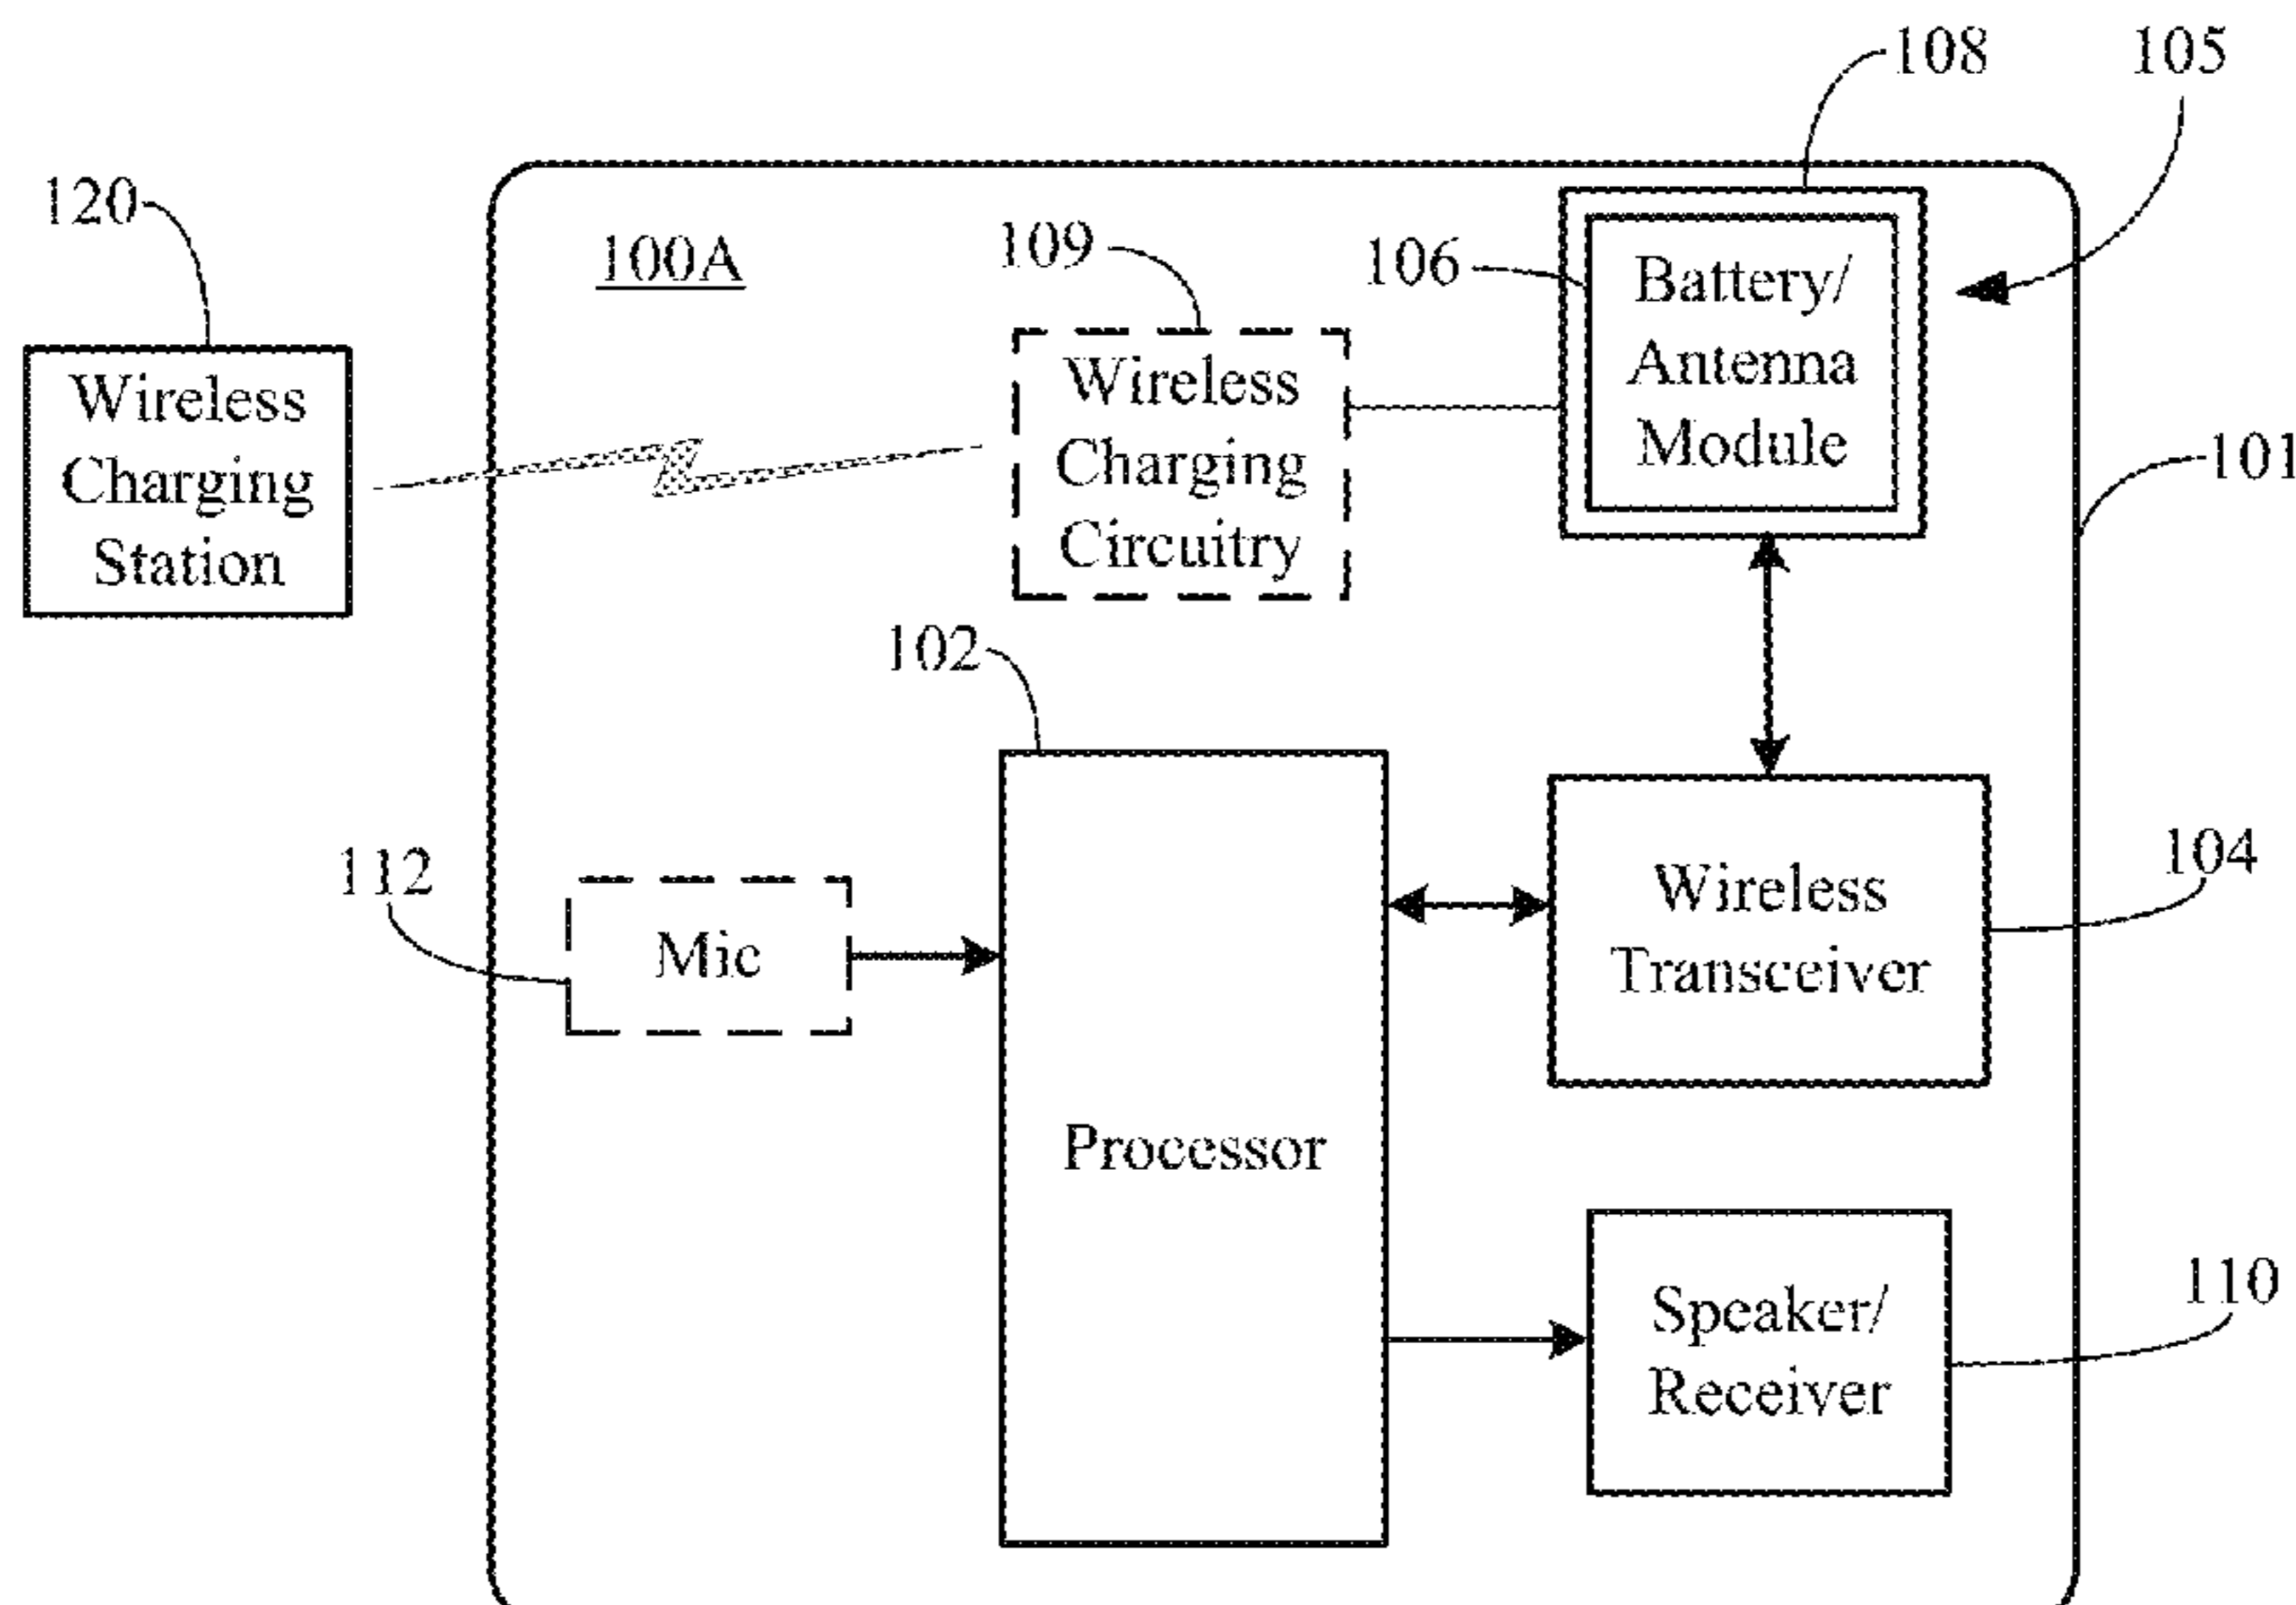 108
105
120
100A
109
106
Battery/
Antenna
Module
Wireless
Charging
Station
Wireless
Charging
Circuitry
101
102
112
Mic
Processor
Wireless
Transceiver
104
Speaker/
Receiver
110